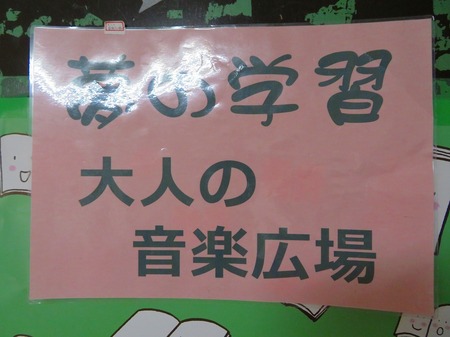 夢の学習
大人の
音楽広場